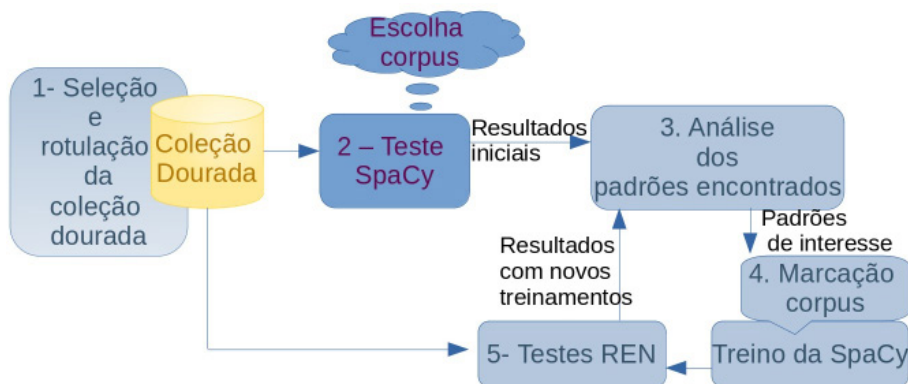 Escolha
corpus
1- Seleção
e
rotulação
da
coleção
dourada
Coleção
Dourada
2 – Teste
SpaCy
Resultados
iniciais
3. Análise
dos
padrões encontrados
Padrões
de interesse
Resultados
com novos
treinamentos
4. Marcação
corpus
Treino da SpaCy
5- Testes REN